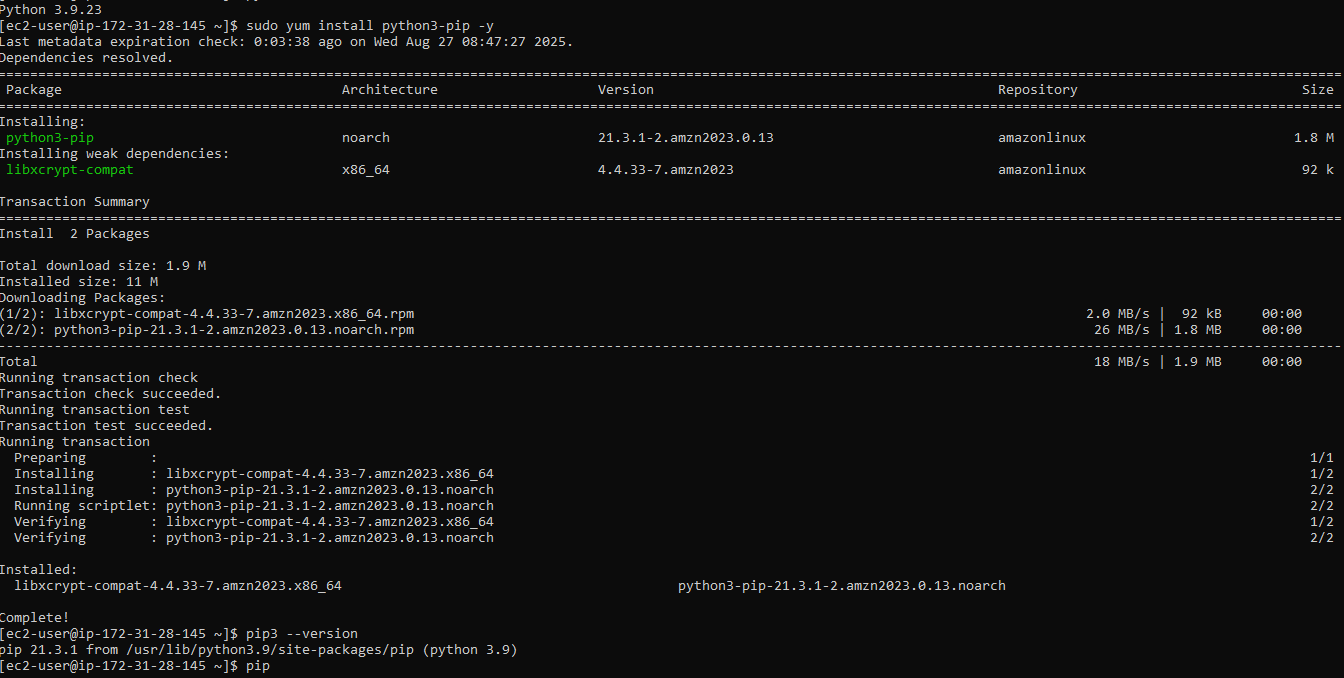 Python 3.9.23
[ec2-user@ip-172-31-28-145 ~]$ sudo yum install python3-pip -y
Last metadata expiration check: 0:03:38 ago on Wed Aug 27 08:47:27 2025.
Dependencies resolved.
Package Architecture Version Repository Size
Installing:
python3-pip noarch 21.3.1-2.amzn2023.0.13 amazonlinux 1.8 M
Installing weak dependencies:
libxcrypt-compat x86_64 4.4.33-7.amzn2023 amazonlinux 92 k
Transaction Summary
Install 2 Packages
Total download size: 1.9 M
Installed size: 11 M
Downloading Packages:
(1/2): libxcrypt-compat-4.4.33-7.amzn2023.x86_64.rpm 2.0 MB/s | 92 kB 00:00
(2/2): python3-pip-21.3.1-2.amzn2023.0.13.noarch.rpm 26 MB/s | 1.8 MB 00:00
Total 18 MB/s | 1.9 MB 00:00
Running transaction check
Transaction check succeeded.
Running transaction test
Transaction test succeeded.
Running transaction
Preparing : 1/1
Installing : libxcrypt-compat-4.4.33-7.amzn2023.x86_64 1/2
Installing : python3-pip-21.3.1-2.amzn2023.0.13.noarch 2/2
Running scriptlet: python3-pip-21.3.1-2.amzn2023.0.13.noarch 2/2
Verifying : libxcrypt-compat-4.4.33-7.amzn2023.x86_64 1/2
Verifying : python3-pip-21.3.1-2.amzn2023.0.13.noarch 2/2
Installed:
libxcrypt-compat-4.4.33-7.amzn2023.x86_64 python3-pip-21.3.1-2.amzn2023.0.13.noarch
Complete!
[ec2-user@ip-172-31-28-145 ~]$ pip3 --version
pip 21.3.1 from /usr/lib/python3.9/site-packages/pip (python 3.9)
[ec2-user@ip-172-31-28-145 ~]$ pip